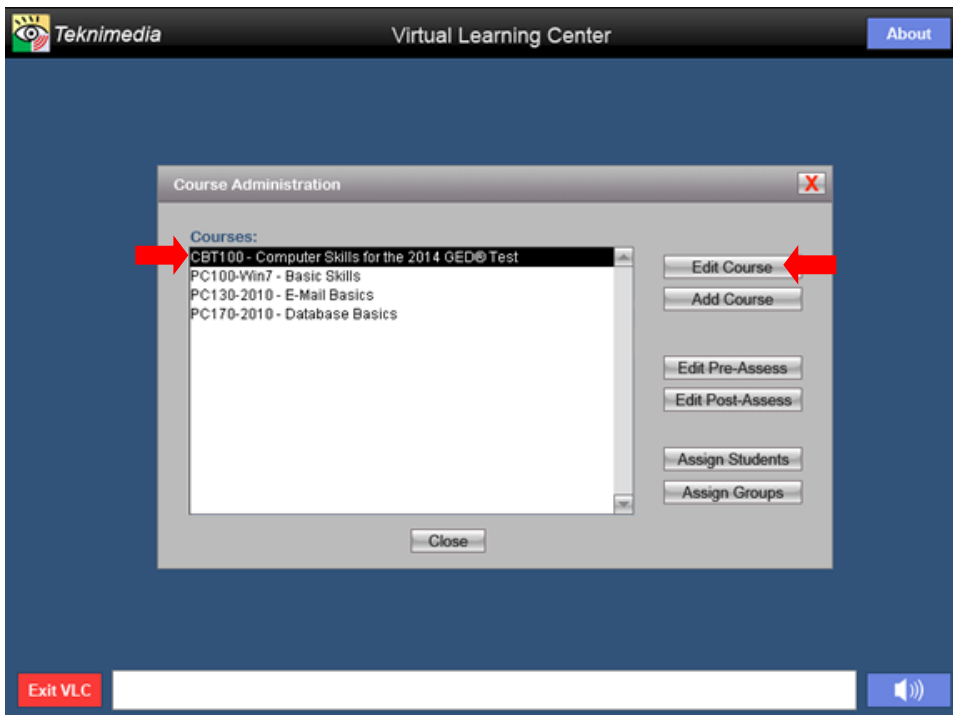 Teknimedia
Virtual Learning Center
About
Course Administration
X
Courses:
CBT100 - Computer Skills for the 2014 GED® Test
PC100-Win7 - Basic Skills
PC130-2010 - E-Mail Basics
PC170-2010 - Database Basics
Edit Course
Add Course
Edit Pre-Assess
Edit Post-Assess
Assign Students
Assign Groups
Close
Exit VLC